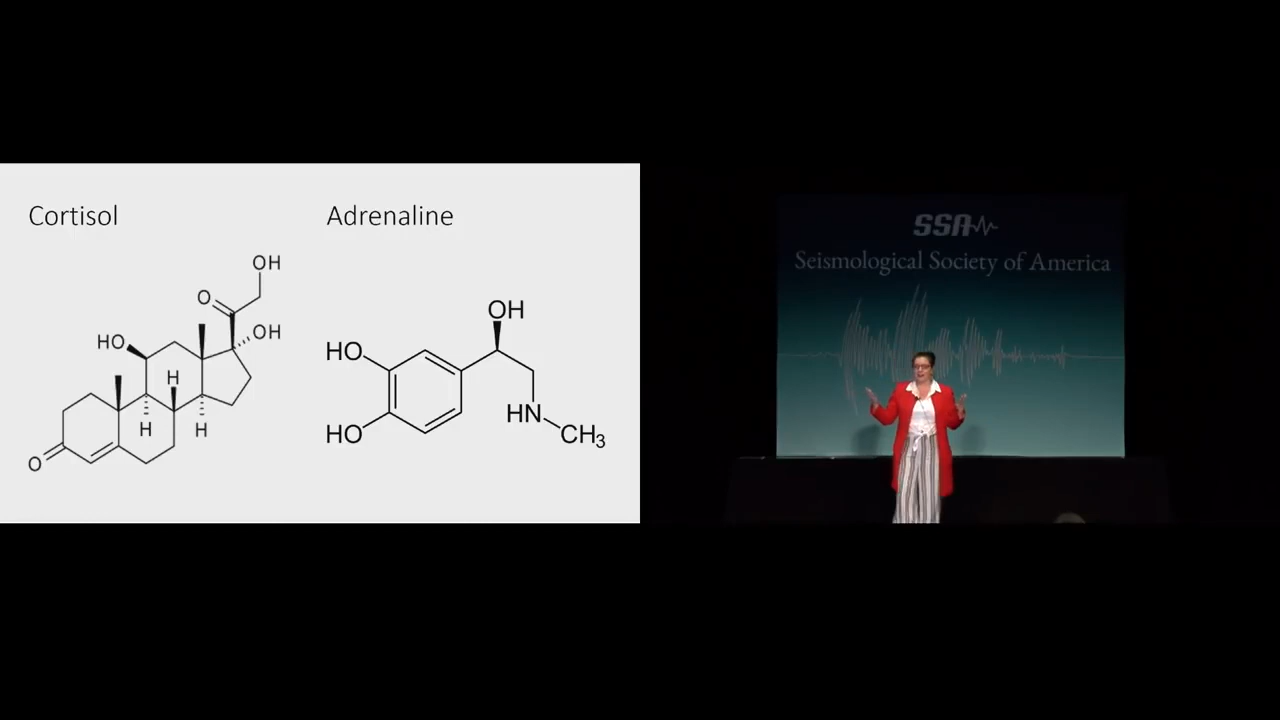 Cortisol
Adrenaline
OH
O
HO
OH
H
H
H
O
OH
HO
HO
HN
CH3
SSA
Seismological Society of America